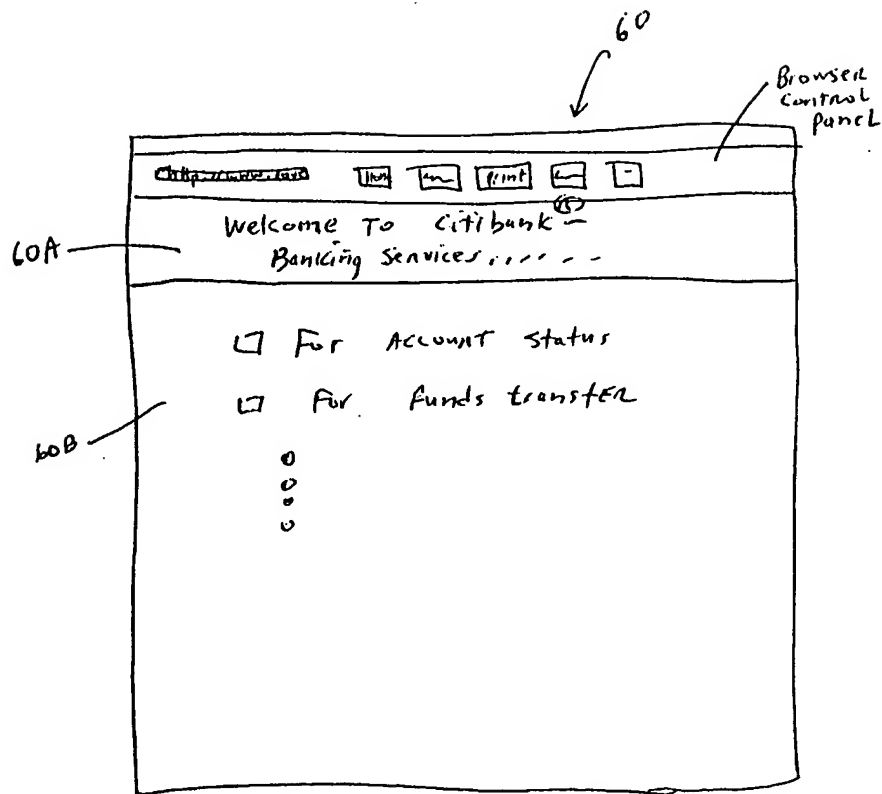 60
Browser
control
panel
print
Welcome To Citibank
60A
Banking Services......
For Account status
For funds transfer
60B